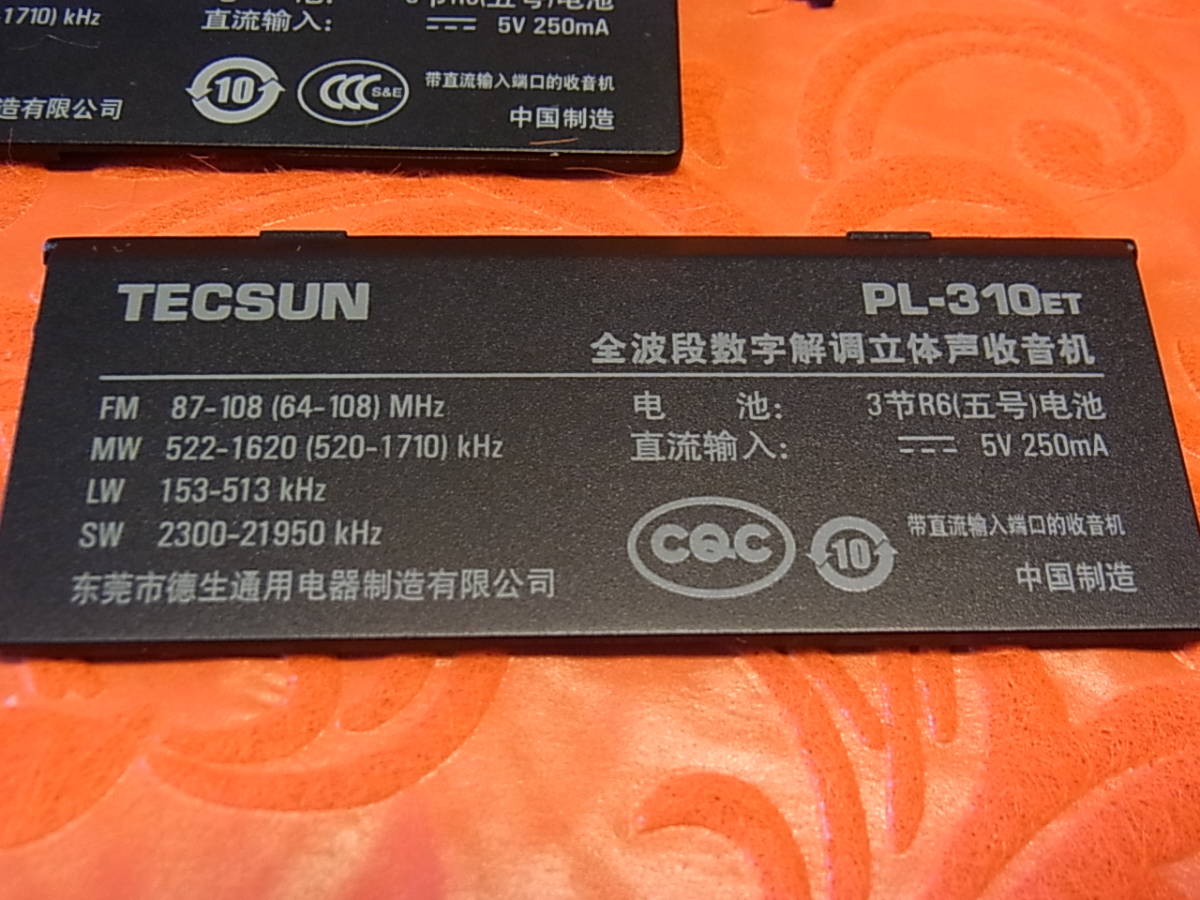 1710) kHz
直流输入: 5V 250mA
10 CCC S&E 带直流输入端口的收音机
造有限公司 中国制造
TECSUN PL-310ET
全波段数字解调立体声收音机
FM 87-108 (64-108) MHz
MW 522-1620 (520-1710) kHz
LW 153-513 kHz
SW 2300-21950 kHz
东莞市德生通用电器制造有限公司
电 池: 3节R6(五号)电池
直流输入: 5V 250mA
CQC 10 带直流输入端口的收音机
中国制造